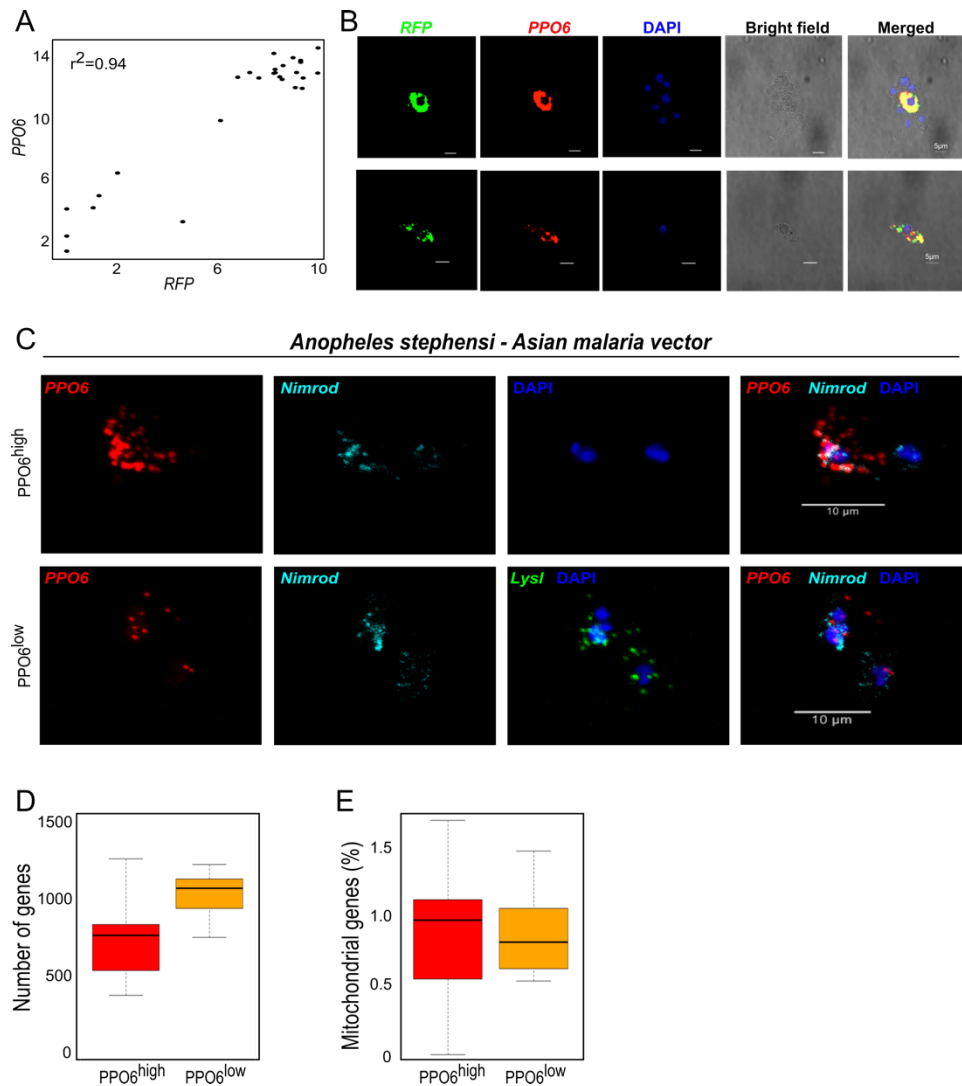 A
r²=0.94
14
10
6
2
PPO6
2 6 10
RFP
B
RFP PPO6 DAPI Bright field Merged
5µm
5µm
C
Anopheles stephensi - Asian malaria vector
PPO6high
PPO6 Nimrod DAPI PPO6 Nimrod DAPI
10 µm
PPO6low
PPO6 Nimrod LysI DAPI PPO6 Nimrod DAPI
10 µm
D
Number of genes
1500
1000
500
0
PPO6high PPO6low
E
Mitochondrial genes (%)
1.5
1.0
0.5
0
PPO6high PPO6low